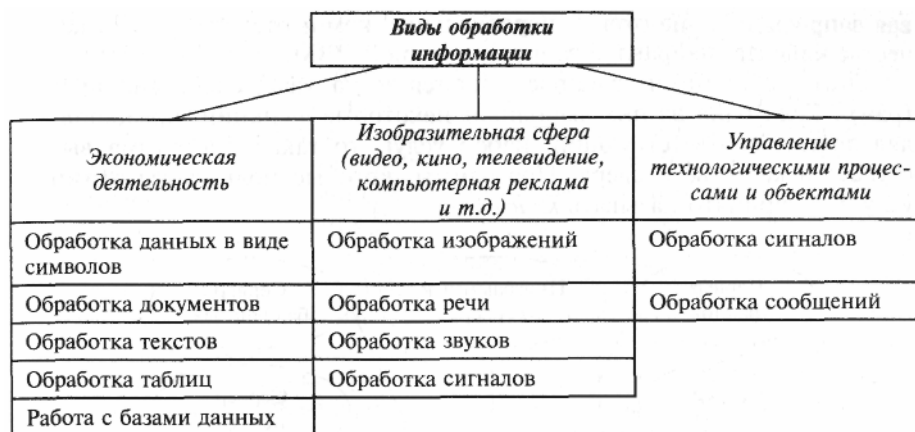 Виды обработки
информации
Экономическая
деятельность
Изобразительная сфера
(видео, кино, телевидение,
компьютерная реклама
и т.д.)
Управление
технологическими процес-
сами и объектами
Обработка данных в виде
символов
Обработка изображений
Обработка сигналов
Обработка документов
Обработка речи
Обработка сообщений
Обработка текстов
Обработка звуков
Обработка таблиц
Обработка сигналов
Работа с базами данных